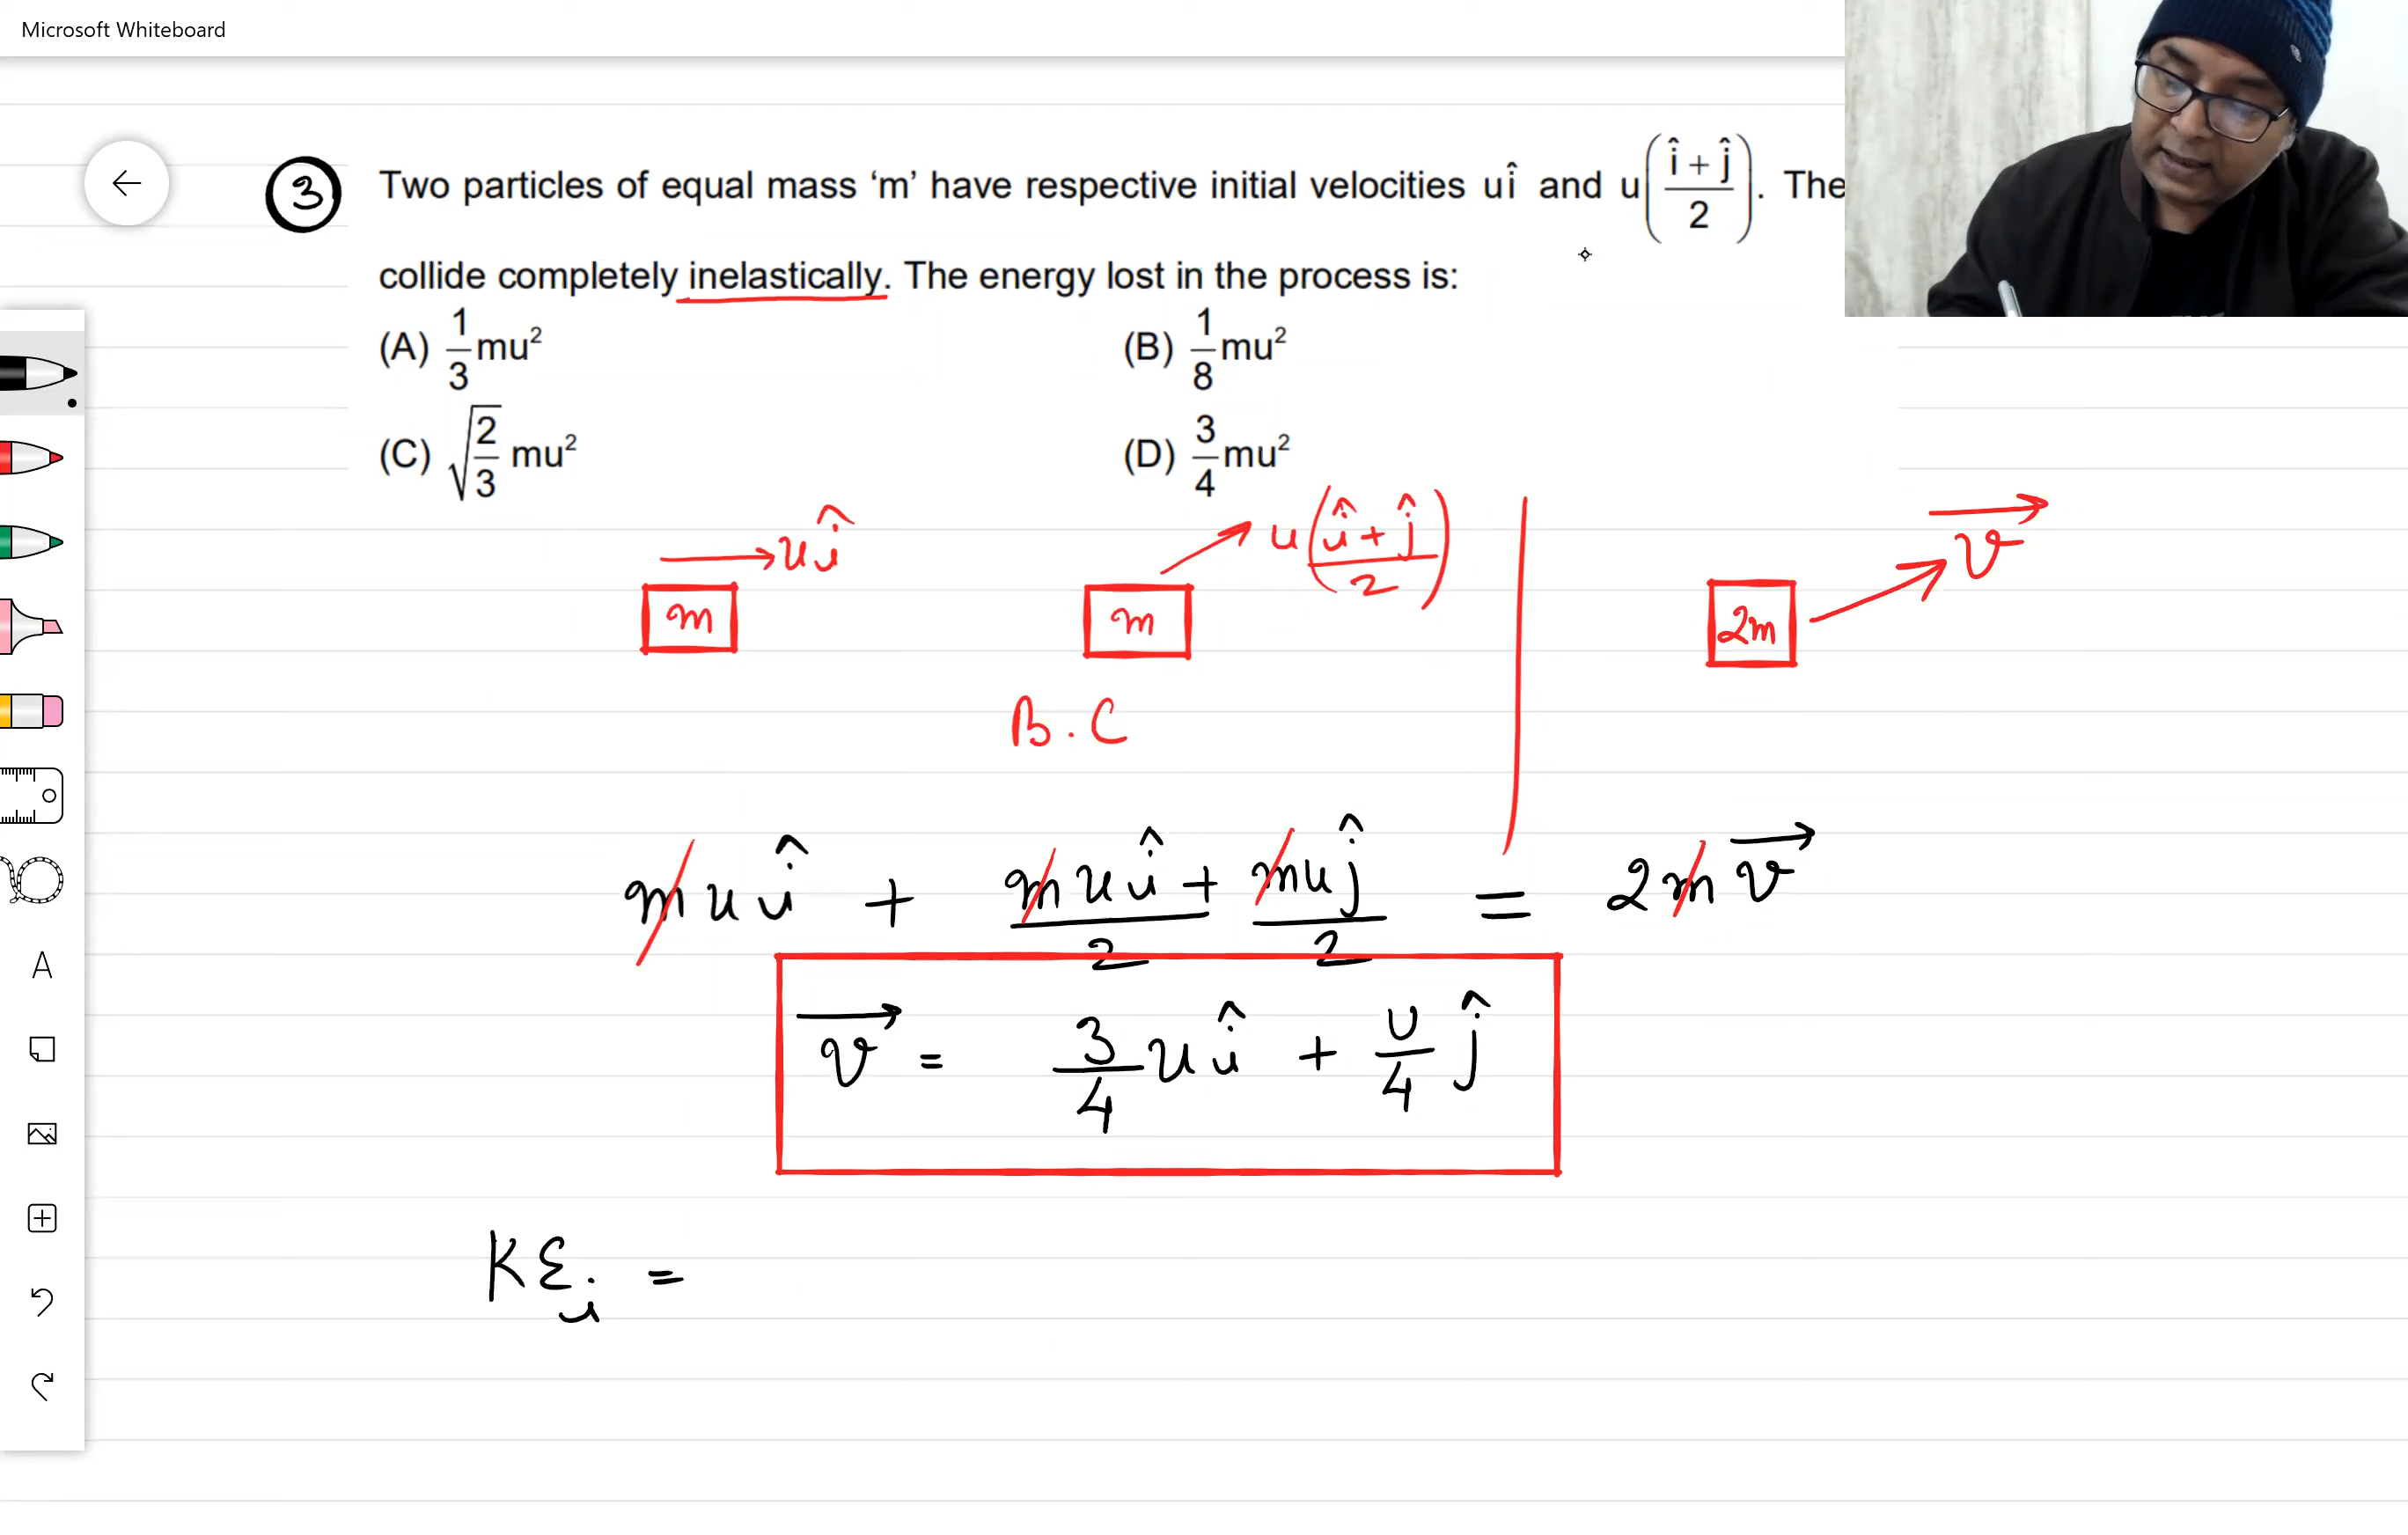 Microsoft Whiteboard
3 Two particles of equal mass ‘m’ have respective initial velocities uî and u((î + ĵ)/2). The
collide completely inelastically. The energy lost in the process is:
(A) 1/3 mu² (B) 1/8 mu²
(C) √(2/3) mu² (D) 3/4 mu²
uî u((î + ĵ)/2) v⃗
m m 2m
B.C
muî + muî/2 + muĵ/2 = 2mv⃗
v⃗ = 3/4 uî + u/4 ĵ
KEi =
A